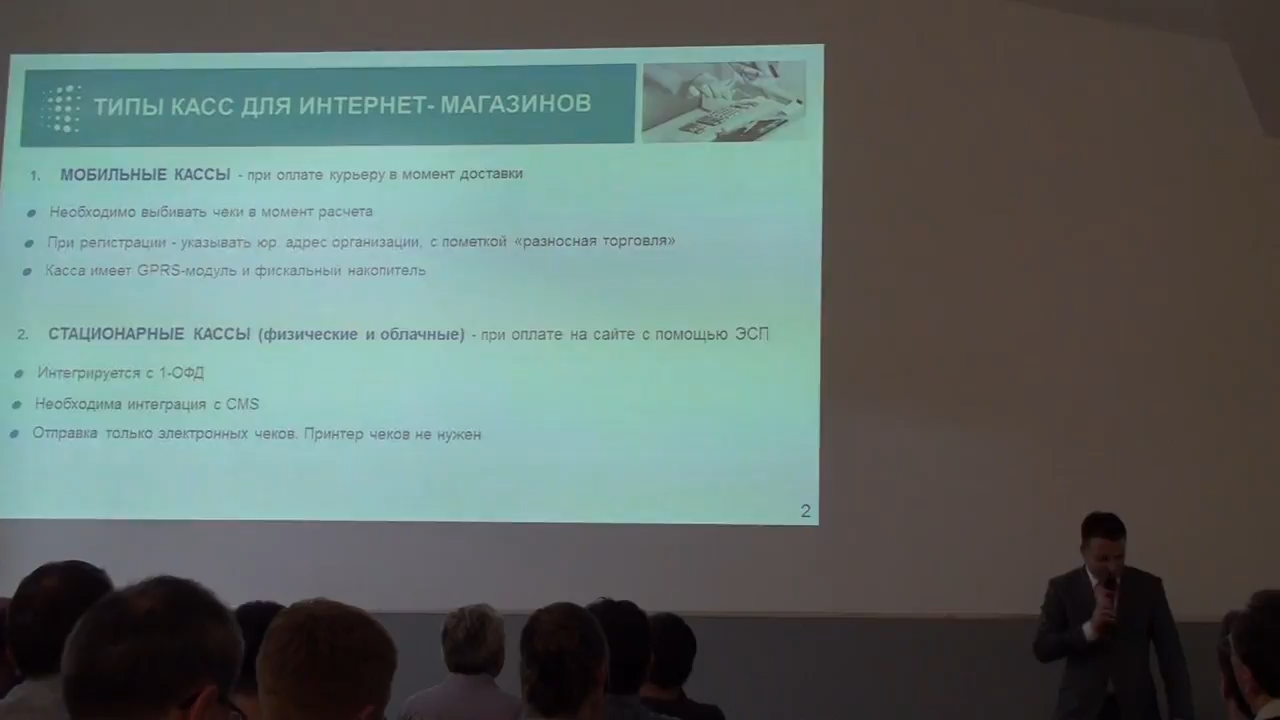 ТИПЫ КАСС ДЛЯ ИНТЕРНЕТ- МАГАЗИНОВ
1. МОБИЛЬНЫЕ КАССЫ - при оплате курьеру в момент доставки
Необходимо выбивать чеки в момент расчета
При регистрации - указывать юр. адрес организации, с пометкой «разносная торговля»
Касса имеет GPRS-модуль и фискальный накопитель
2. СТАЦИОНАРНЫЕ КАССЫ (физические и облачные) - при оплате на сайте с помощью ЭСП
Интегрируется с 1-ОФД
Необходима интеграция с CMS
Отправка только электронных чеков. Принтер чеков не нужен
2